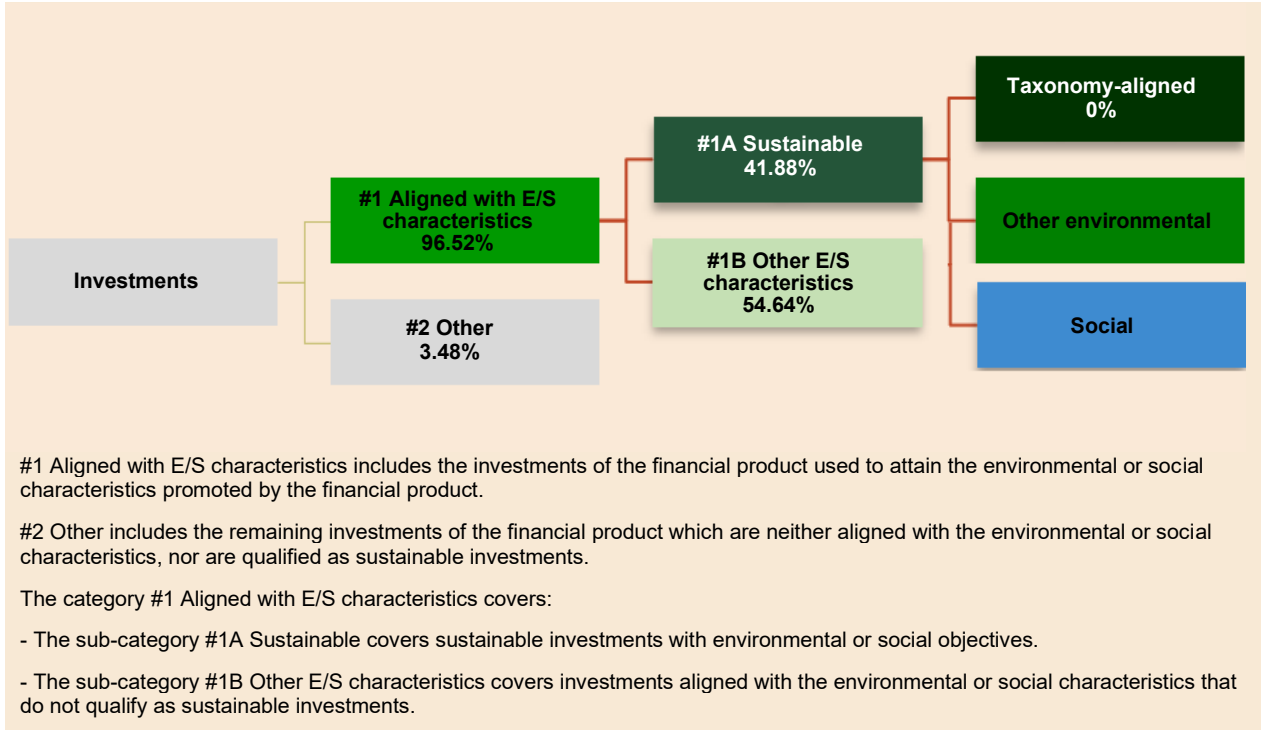 Investments
#1 Aligned with E/S
characteristics
96.52%
#2 Other
3.48%
#1A Sustainable
41.88%
#1B Other E/S
characteristics
54.64%
Taxonomy-aligned
0%
Other environmental
Social
#1 Aligned with E/S characteristics includes the investments of the financial product used to attain the environmental or social
characteristics promoted by the financial product.
#2 Other includes the remaining investments of the financial product which are neither aligned with the environmental or social
characteristics, nor are qualified as sustainable investments.
The category #1 Aligned with E/S characteristics covers:
- The sub-category #1A Sustainable covers sustainable investments with environmental or social objectives.
- The sub-category #1B Other E/S characteristics covers investments aligned with the environmental or social characteristics that
do not qualify as sustainable investments.